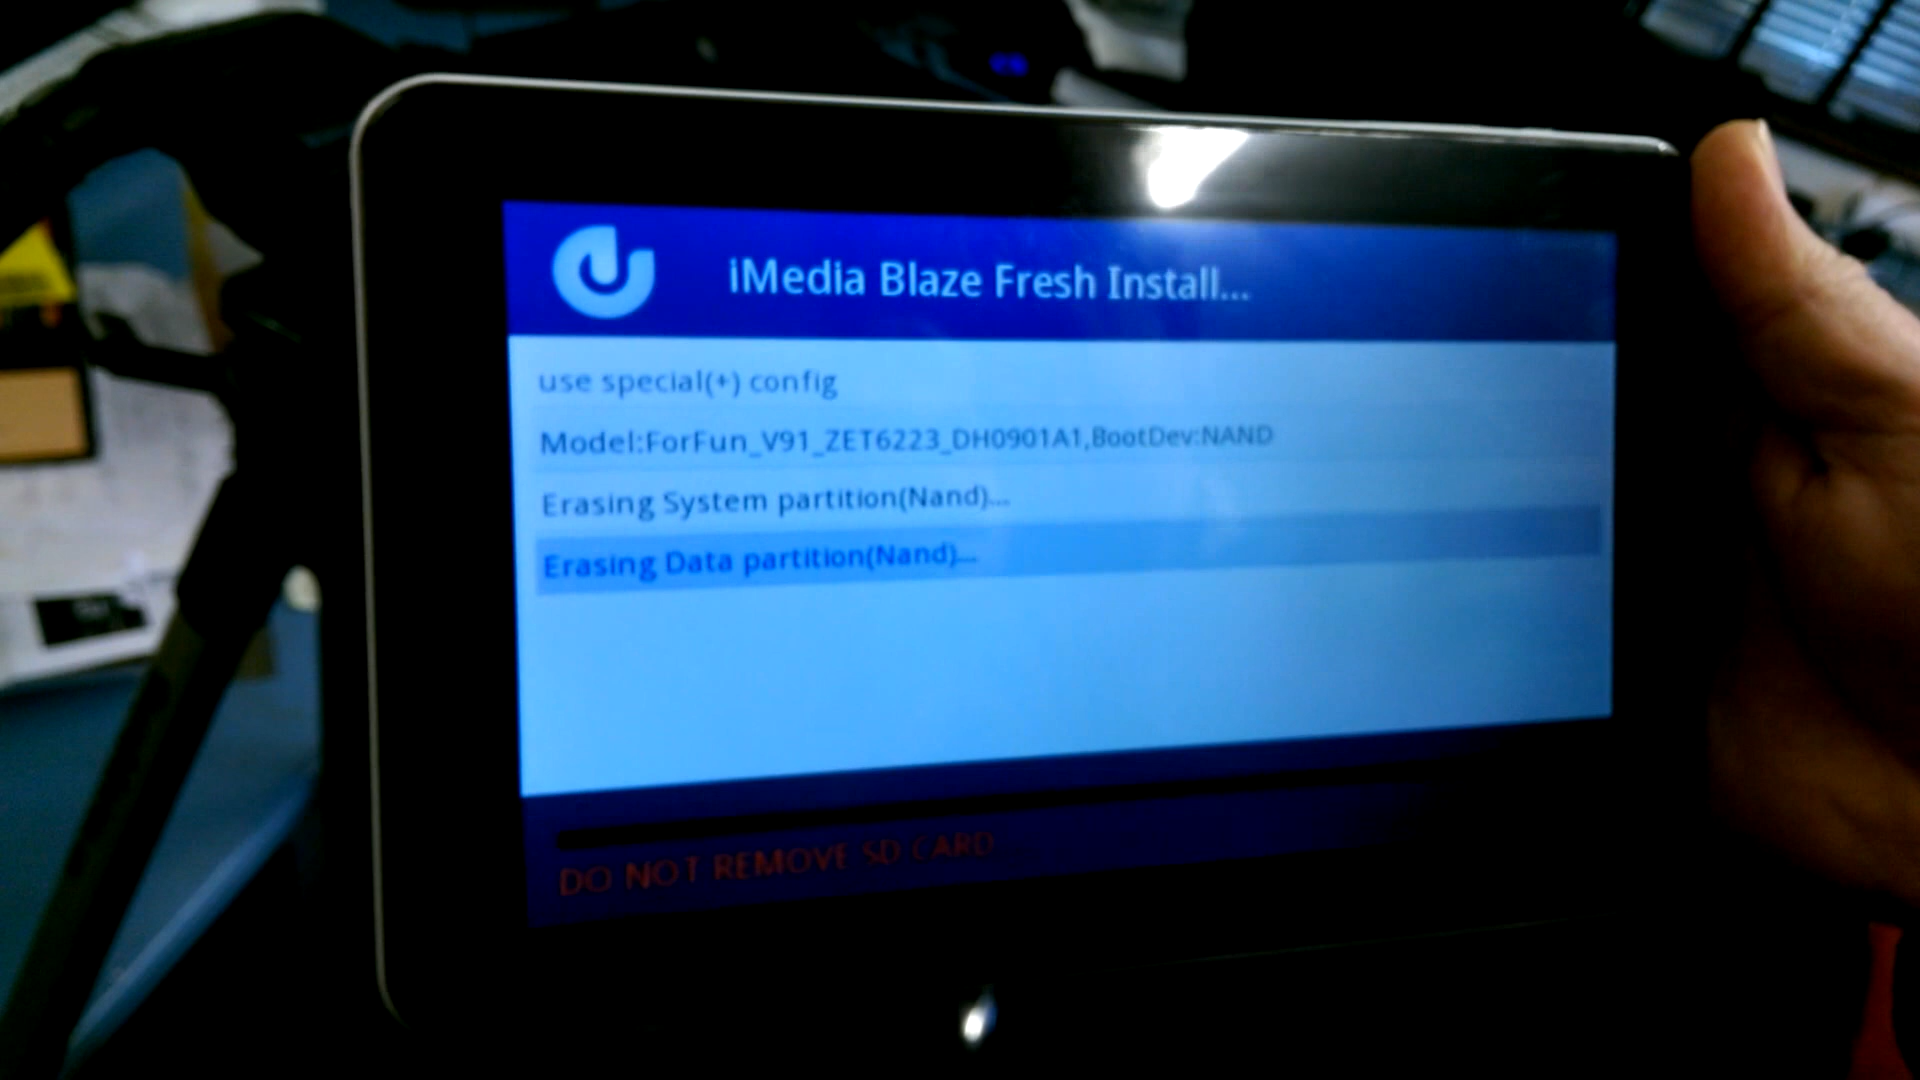 iMedia Blaze Fresh Install...
use special(+) config
Model:ForFun_V91_ZET6223_DH0901A1,BootDev:NAND
Erasing System partition(Nand)...
Erasing Data partition(Nand)...
DO NOT REMOVE SD CARD